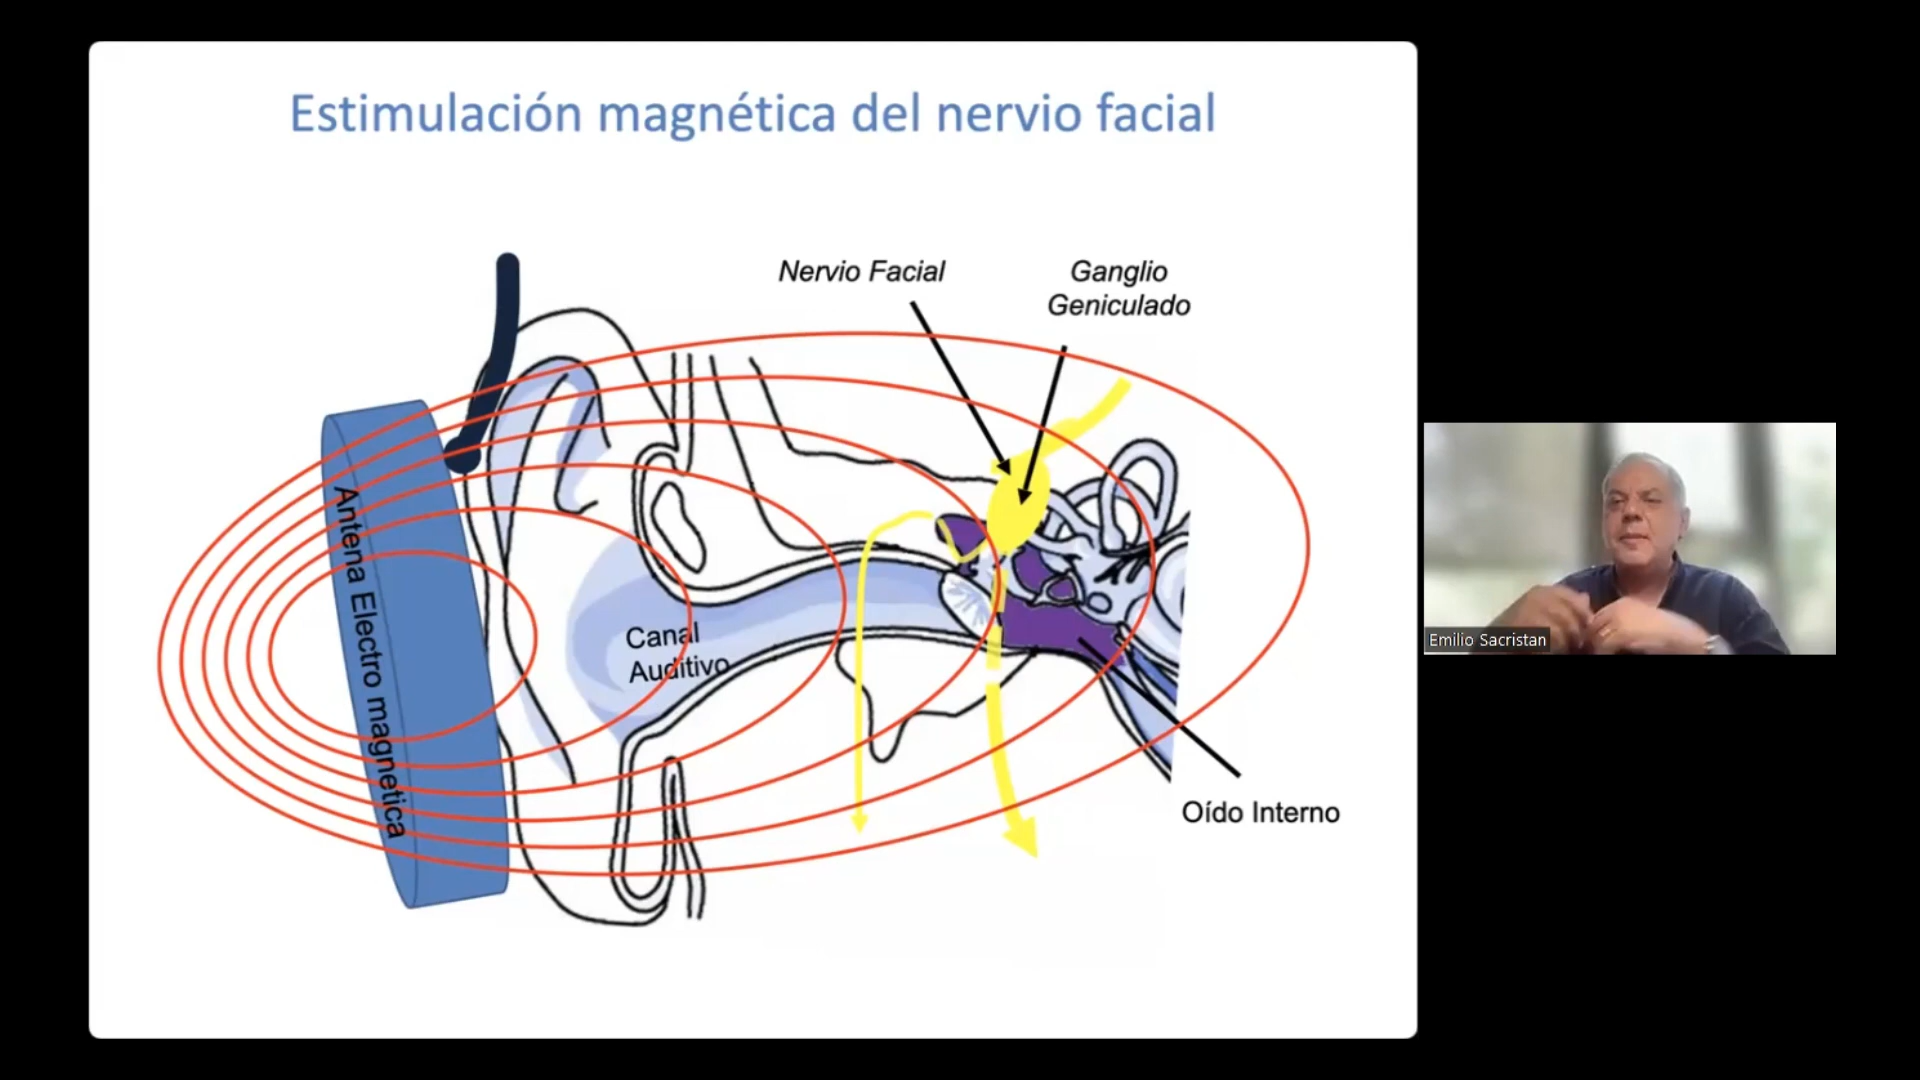 Estimulación magnética del nervio facial
Nervio Facial
Ganglio
Geniculado
Antena Electro magnetica
Canal
Auditivo
Oído Interno
Emilio Sacristan